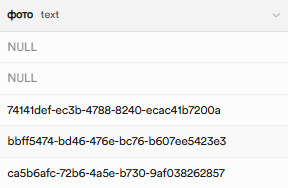 фото text
NULL
NULL
74141def-ec3b-4788-8240-ecac41b7200a
bbff5474-bd46-476e-bc76-b607ee5423e3
ca5b6afc-72b6-4a5e-b730-9af038262857